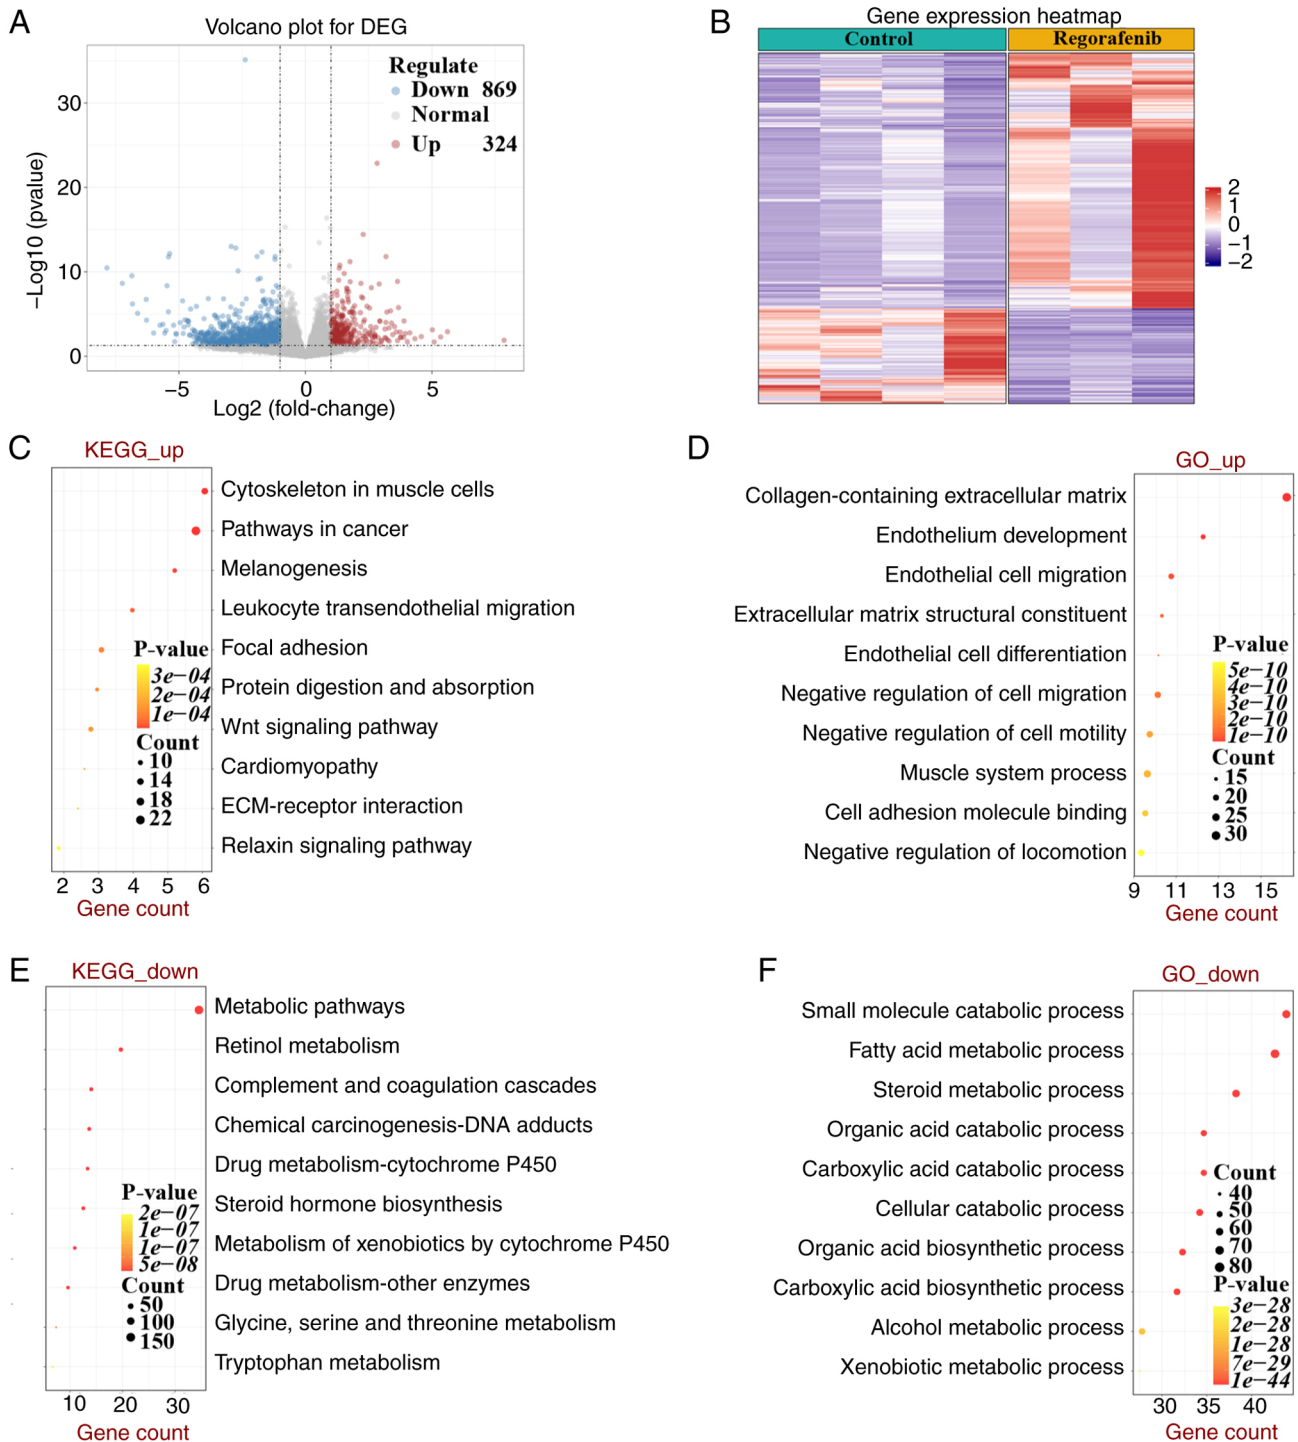 A
Volcano plot for DEG
Regulate
Down 869
Normal
Up 324
30
20
10
0
−Log10 (pvalue)
−5 0 5
Log2 (fold-change)
B
Gene expression heatmap
Control Regorafenib
2
1
0
−1
−2
C
KEGG_up
Cytoskeleton in muscle cells
Pathways in cancer
Melanogenesis
Leukocyte transendothelial migration
Focal adhesion
Protein digestion and absorption
Wnt signaling pathway
Cardiomyopathy
ECM-receptor interaction
Relaxin signaling pathway
P-value
3e−04
2e−04
1e−04
Count
10
14
18
22
2 3 4 5 6
Gene count
D
GO_up
Collagen-containing extracellular matrix
Endothelium development
Endothelial cell migration
Extracellular matrix structural constituent
Endothelial cell differentiation
Negative regulation of cell migration
Negative regulation of cell motility
Muscle system process
Cell adhesion molecule binding
Negative regulation of locomotion
P-value
5e−10
4e−10
3e−10
2e−10
1e−10
Count
15
20
25
30
9 11 13 15
Gene count
E
KEGG_down
Metabolic pathways
Retinol metabolism
Complement and coagulation cascades
Chemical carcinogenesis-DNA adducts
Drug metabolism-cytochrome P450
Steroid hormone biosynthesis
Metabolism of xenobiotics by cytochrome P450
Drug metabolism-other enzymes
Glycine, serine and threonine metabolism
Tryptophan metabolism
P-value
2e−07
1e−07
1e−07
5e−08
Count
50
100
150
10 20 30
Gene count
F
GO_down
Small molecule catabolic process
Fatty acid metabolic process
Steroid metabolic process
Organic acid catabolic process
Carboxylic acid catabolic process
Cellular catabolic process
Organic acid biosynthetic process
Carboxylic acid biosynthetic process
Alcohol metabolic process
Xenobiotic metabolic process
Count
40
50
60
70
80
P-value
3e−28
2e−28
1e−28
7e−29
1e−44
30 35 40
Gene count